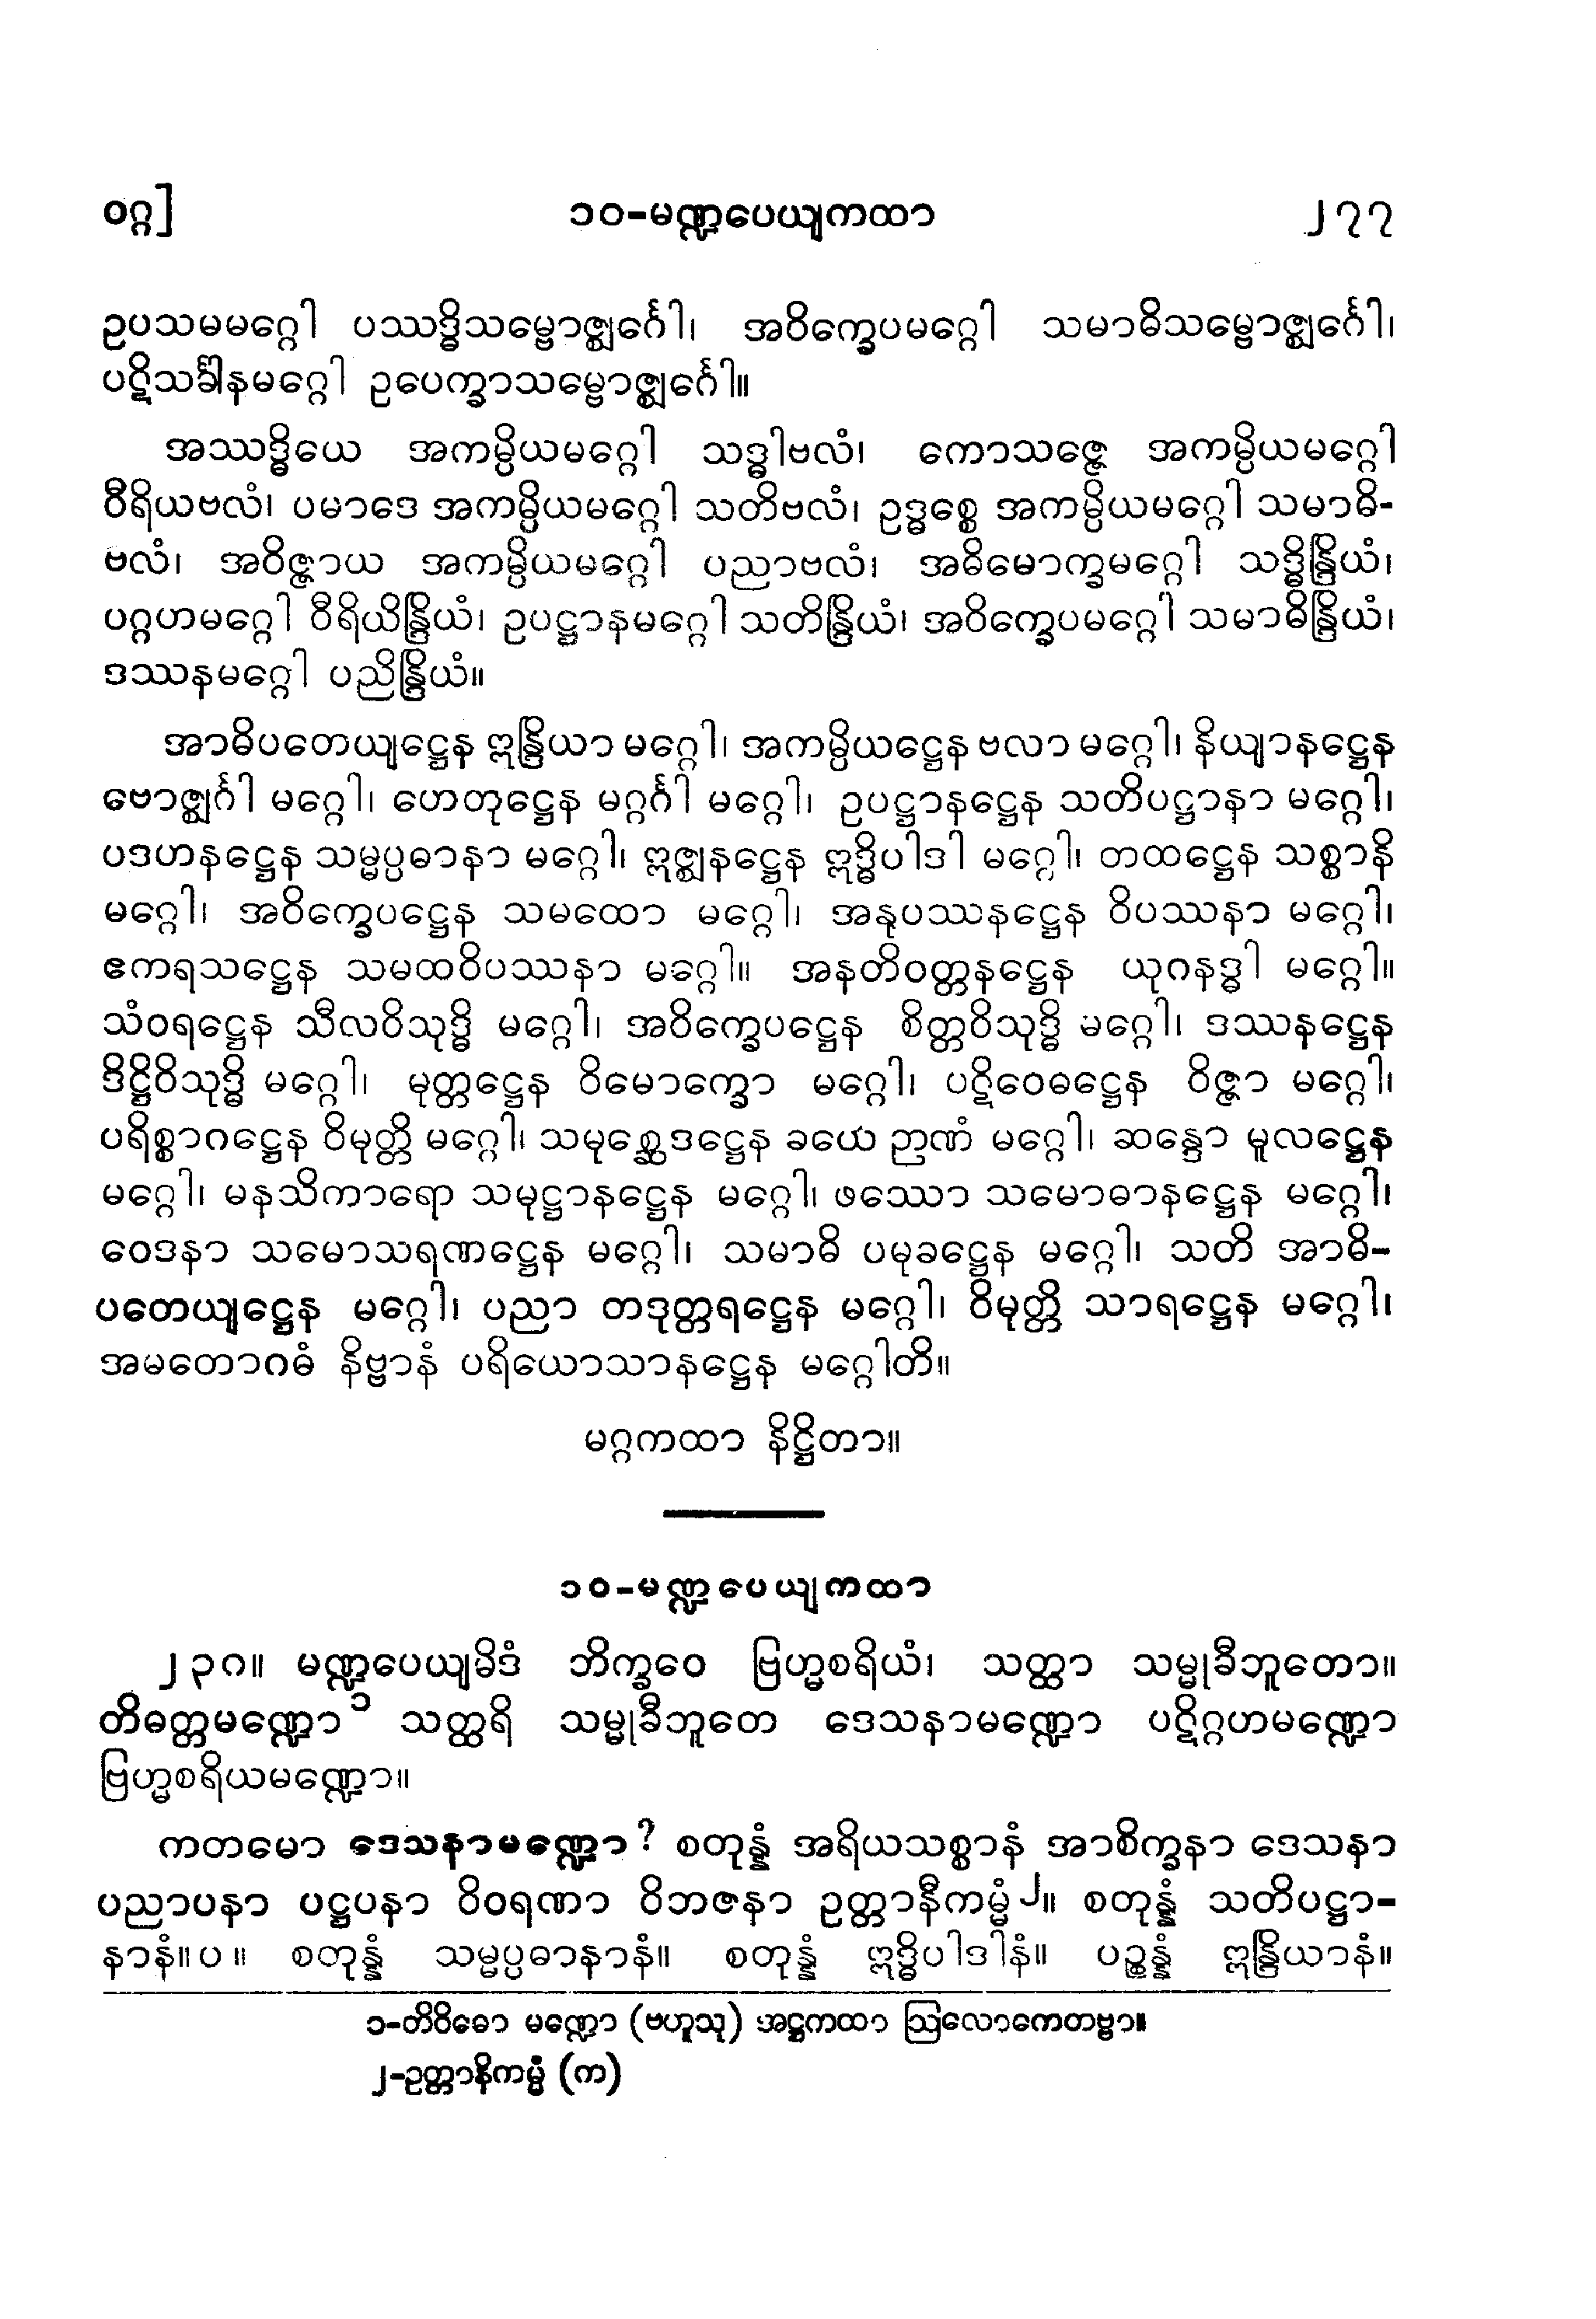 ဝဂ္ဂ] ၁၀-မဏ္ဍပေယျကထာ ၂၇၇
ဥပသမမဂ္ဂေါ ပဿဒ္ဓိသမ္ဗောဇ္ဈင်္ဂေါ၊ အဝိက္ခေပမဂ္ဂေါ သမာဓိသမ္ဗောဇ္ဈင်္ဂေါ၊
ပဋိသင်္ခါနမဂ္ဂေါ ဥပေက္ခာသမ္ဗောဇ္ဈင်္ဂေါ။
အဿဒ္ဓိယေ အကမ္ပိယမဂ္ဂေါ သဒ္ဓါဗလံ၊ ကောသဇ္ဇေ အကမ္ပိယမဂ္ဂေါ
ဝီရိယဗလံ၊ ပမာဒေ အကမ္ပိယမဂ္ဂေါ သတိဗလံ၊ ဥဒ္ဓစ္စေ အကမ္ပိယမဂ္ဂေါ သမာဓိ-
ဗလံ၊ အဝိဇ္ဇာယ အကမ္ပိယမဂ္ဂေါ ပညာဗလံ၊ အဓိမောက္ခမဂ္ဂေါ သဒ္ဓိန္ဒြိယံ၊
ပဂ္ဂဟမဂ္ဂေါ ဝီရိယိန္ဒြိယံ၊ ဥပဋ္ဌာနမဂ္ဂေါ သတိန္ဒြိယံ၊ အဝိက္ခေပမဂ္ဂေါ သမာဓိန္ဒြိယံ၊
ဒဿနမဂ္ဂေါ ပညိန္ဒြိယံ။
အာဓိပတေယျဋ္ဌေန ဣန္ဒြိယာ မဂ္ဂေါ၊ အကမ္ပိယဋ္ဌေန ဗလာ မဂ္ဂေါ၊ နိယျာနဋ္ဌေန
ဗောဇ္ဈင်္ဂါ မဂ္ဂေါ၊ ဟေတုဋ္ဌေန မဂ္ဂင်္ဂါ မဂ္ဂေါ၊ ဥပဋ္ဌာနဋ္ဌေန သတိပဋ္ဌာနာ မဂ္ဂေါ၊
ပဒဟနဋ္ဌေန သမ္မပ္ပဓာနာ မဂ္ဂေါ၊ ဣဇ္ဈနဋ္ဌေန ဣဒ္ဓိပါဒါ မဂ္ဂေါ၊ တထဋ္ဌေန သစ္စာနိ
မဂ္ဂေါ၊ အဝိက္ခေပဋ္ဌေန သမထော မဂ္ဂေါ၊ အနုပဿနဋ္ဌေန ဝိပဿနာ မဂ္ဂေါ၊
ဧကရသဋ္ဌေန သမထဝိပဿနာ မဂ္ဂေါ။ အနတိဝတ္တနဋ္ဌေန ယုဂနဒ္ဓါ မဂ္ဂေါ။
သံဝရဋ္ဌေန သီလဝိသုဒ္ဓိ မဂ္ဂေါ၊ အဝိက္ခေပဋ္ဌေန စိတ္တဝိသုဒ္ဓိ မဂ္ဂေါ၊ ဒဿနဋ္ဌေန
ဒိဋ္ဌိဝိသုဒ္ဓိ မဂ္ဂေါ၊ မုတ္တဋ္ဌေန ဝိမောက္ခော မဂ္ဂေါ၊ ပဋိဝေဓဋ္ဌေန ဝိဇ္ဇာ မဂ္ဂေါ၊
ပရိစ္စာဂဋ္ဌေန ဝိမုတ္တိ မဂ္ဂေါ၊ သမုစ္ဆေဒဋ္ဌေန ခယေ ဉာဏံ မဂ္ဂေါ၊ ဆန္ဒော မူလဋ္ဌေန
မဂ္ဂေါ၊ မနသိကာရော သမုဋ္ဌာနဋ္ဌေန မဂ္ဂေါ၊ ဖဿော သမောဓာနဋ္ဌေန မဂ္ဂေါ၊
ဝေဒနာ သမောသရဏဋ္ဌေန မဂ္ဂေါ၊ သမာဓိ ပမုခဋ္ဌေန မဂ္ဂေါ၊ သတိ အာဓိ-
ပတေယျဋ္ဌေန မဂ္ဂေါ၊ ပညာ တဒုတ္တရဋ္ဌေန မဂ္ဂေါ၊ ဝိမုတ္တိ သာရဋ္ဌေန မဂ္ဂေါ၊
အမတောဂဓံ နိဗ္ဗာနံ ပရိယောသာနဋ္ဌေန မဂ္ဂေါတိ။
မဂ္ဂကထာ နိဋ္ဌိတာ။
၁၀-မဏ္ဍပေယျကထာ
၂၃၈။ မဏ္ဍပေယျမိဒံ ဘိက္ခဝေ ဗြဟ္မစရိယံ၊ သတ္ထာ သမ္မုခီဘူတော။
တိဓတ္တမဏ္ဍော ၁ သတ္ထရိ သမ္မုခီဘူတေ ဒေသနာမဏ္ဍော ပဋိဂ္ဂဟမဏ္ဍော
ဗြဟ္မစရိယမဏ္ဍော။
ကတမော ဒေသနာမဏ္ဍော? စတုန္နံ အရိယသစ္စာနံ အာစိက္ခနာ ဒေသနာ
ပညာပနာ ပဋ္ဌပနာ ဝိဝရဏာ ဝိဘဇနာ ဥတ္တာနီကမ္မံ ၂။ စတုန္နံ သတိပဋ္ဌာ-
နာနံ။ပ။ စတုန္နံ သမ္မပ္ပဓာနာနံ။ စတုန္နံ ဣဒ္ဓိပါဒါနံ။ ပဉ္စန္နံ ဣန္ဒြိယာနံ။
၁-တိဝိဓော မဏ္ဍော (ဗဟူသု) အဋ္ဌကထာ ဩလောကေတဗ္ဗာ။
၂-ဥတ္တာနိကမ္မံ (က)